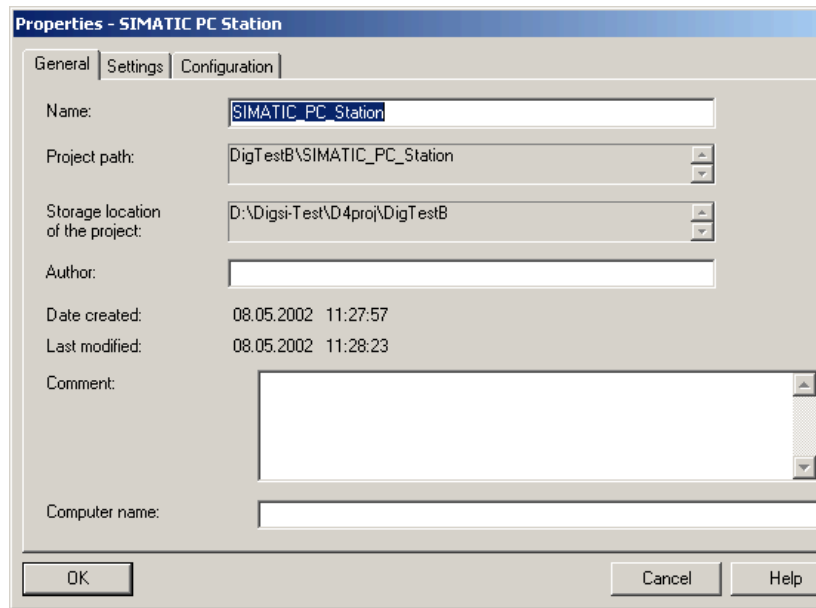 Properties - SIMATIC PC Station
General Settings Configuration
Name: SIMATIC_PC_Station
Project path: DigTestB\SIMATIC_PC_Station
Storage location
of the project: D:\Digsi-Test\D4proj\DigTestB
Author:
Date created: 08.05.2002 11:27:57
Last modified: 08.05.2002 11:28:23
Comment:
Computer name:
OK Cancel Help